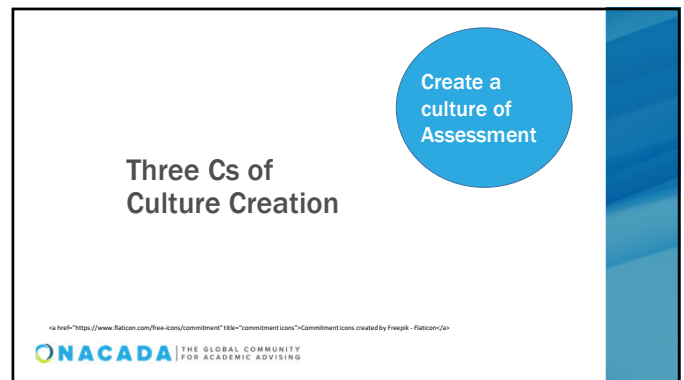 Create a
culture of
Assessment
Three Cs of
Culture Creation
<a href="https://www.flaticon.com/free-icons/commitment" title="commitment icons">Commitment icons created by Freepik - Flaticon</a>
NACADA THE GLOBAL COMMUNITY
FOR ACADEMIC ADVISING